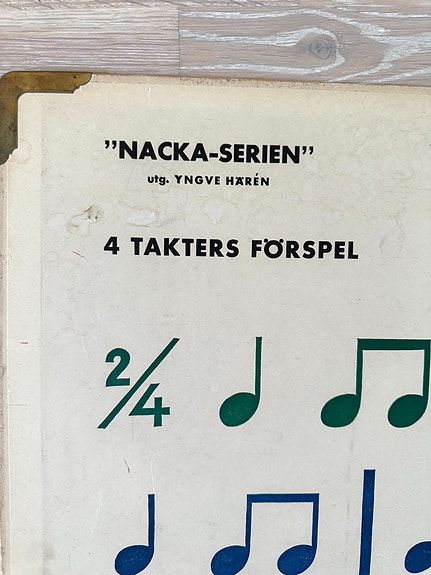 ”NACKA-SERIEN”
utg. YNGVE HÄRÉN
4 TAKTERS FÖRSPEL
2/4